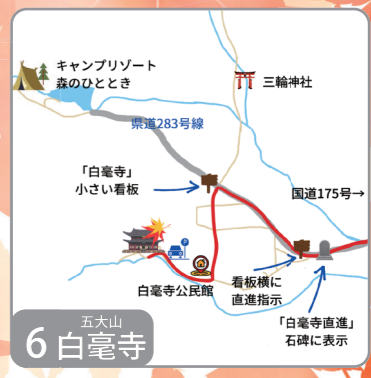 キャンプリゾート
森のひととき
三輪神社
県道283号線
「白毫寺」
小さい看板
国道175号→
P
白毫寺公民館
看板横に
直進指示
「白毫寺直進」
石碑に表示
五大山
6 白毫寺